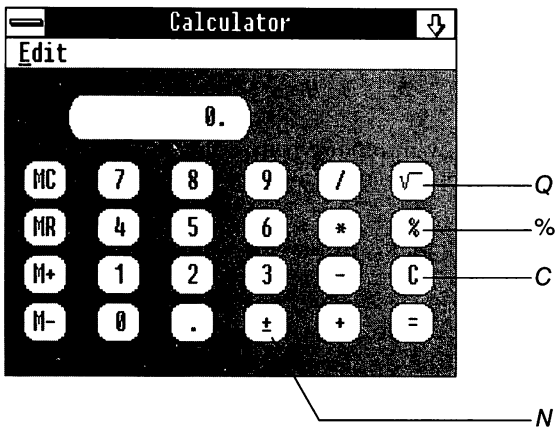 Calculator
Edit
0.
MC 7 8 9 / √ Q
MR 4 5 6 * % %
M+ 1 2 3 - C C
M- 0 . ± + =
N